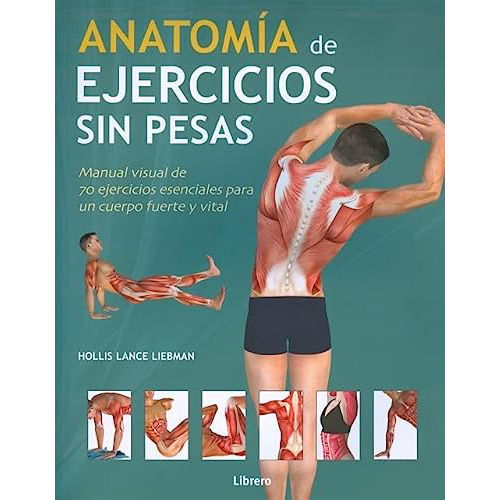 ANATOMÍA de
EJERCICIOS
SIN PESAS
Manual visual de
70 ejercicios esenciales para
un cuerpo fuerte y vital
HOLLIS LANCE LIEBMAN
Librero